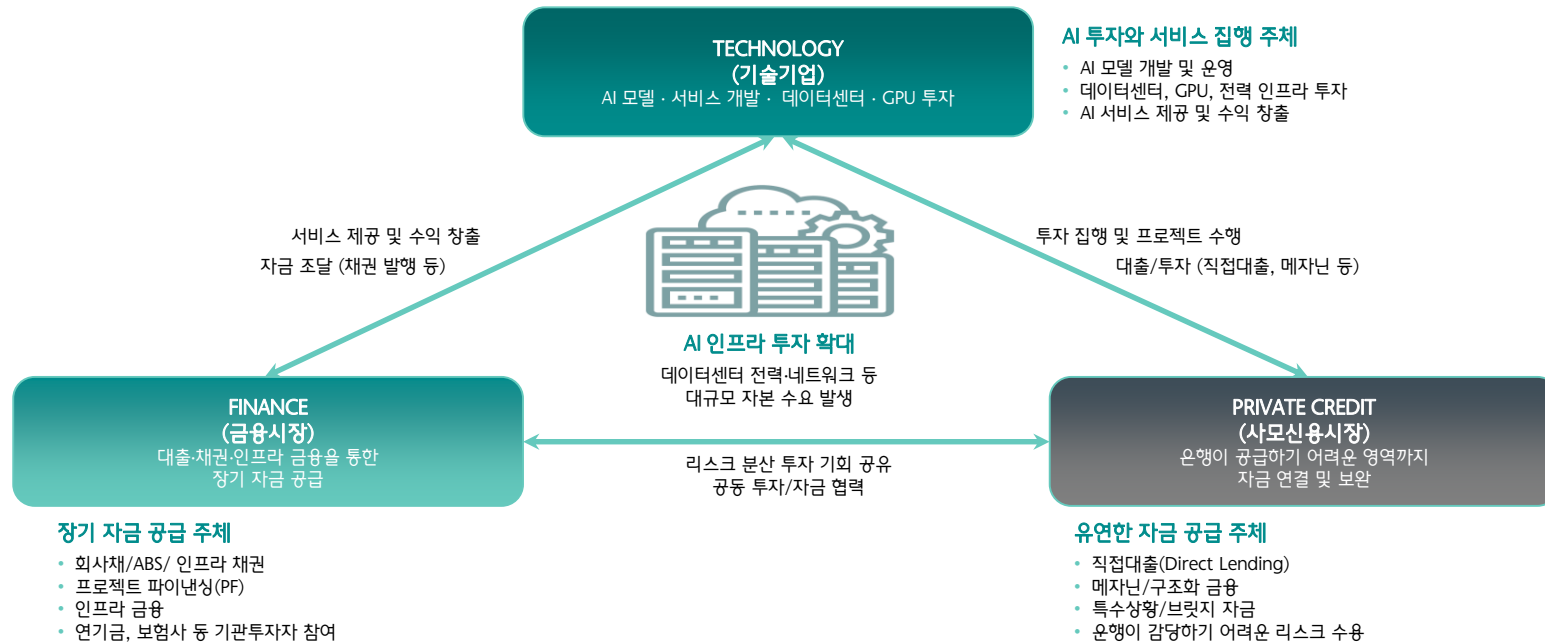 TECHNOLOGY
(기술기업)
AI 모델 · 서비스 개발 · 데이터센터 · GPU 투자
AI 투자와 서비스 집행 주체
• AI 모델 개발 및 운영
• 데이터센터, GPU, 전력 인프라 투자
• AI 서비스 제공 및 수익 창출
서비스 제공 및 수익 창출
자금 조달 (채권 발행 등)
투자 집행 및 프로젝트 수행
대출/투자 (직접대출, 메자닌 등)
AI 인프라 투자 확대
데이터센터 전력·네트워크 등
대규모 자본 수요 발생
FINANCE
(금융시장)
대출·채권·인프라 금융을 통한
장기 자금 공급
리스크 분산 투자 기회 공유
공동 투자/자금 협력
PRIVATE CREDIT
(사모신용시장)
은행이 공급하기 어려운 영역까지
자금 연결 및 보완
장기 자금 공급 주체
• 회사채/ABS/ 인프라 채권
• 프로젝트 파이낸싱(PF)
• 인프라 금융
• 연기금, 보험사 등 기관투자자 참여
유연한 자금 공급 주체
• 직접대출(Direct Lending)
• 메자닌/구조화 금융
• 특수상황/브릿지 자금
• 은행이 감당하기 어려운 리스크 수용